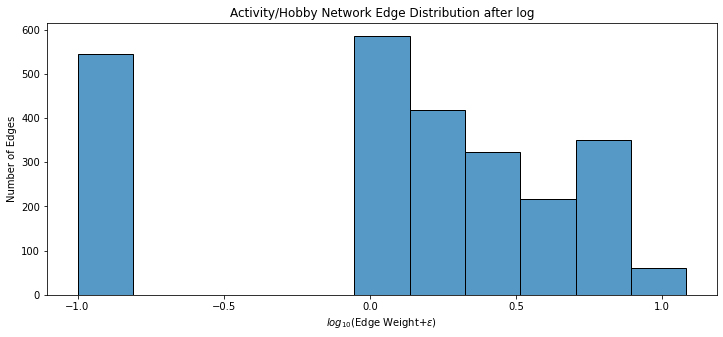 Activity/Hobby Network Edge Distribution after log
600
500
400
300
200
100
0
Number of Edges
−1.0 −0.5 0.0 0.5 1.0
log₁₀(Edge Weight+ε)